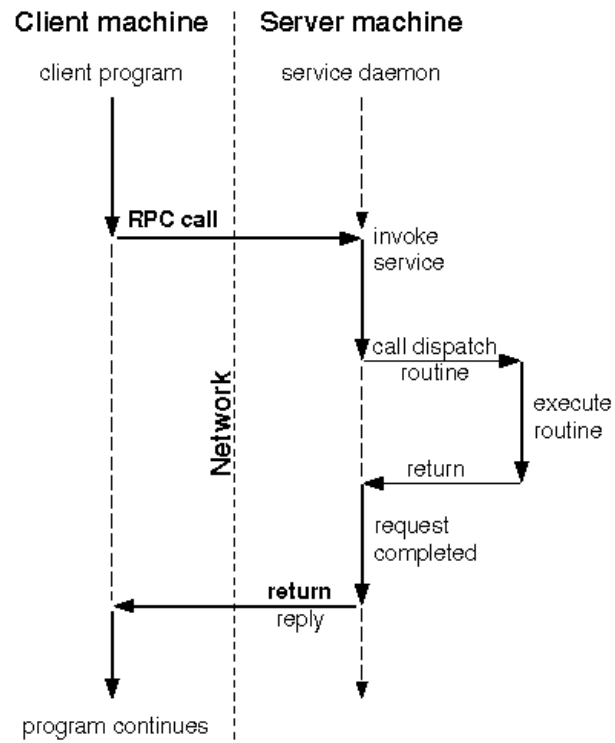 Client machine
Server machine
client program
service daemon
RPC call
invoke
service
call dispatch
routine
execute
routine
Network
return
request
completed
return
reply
program continues